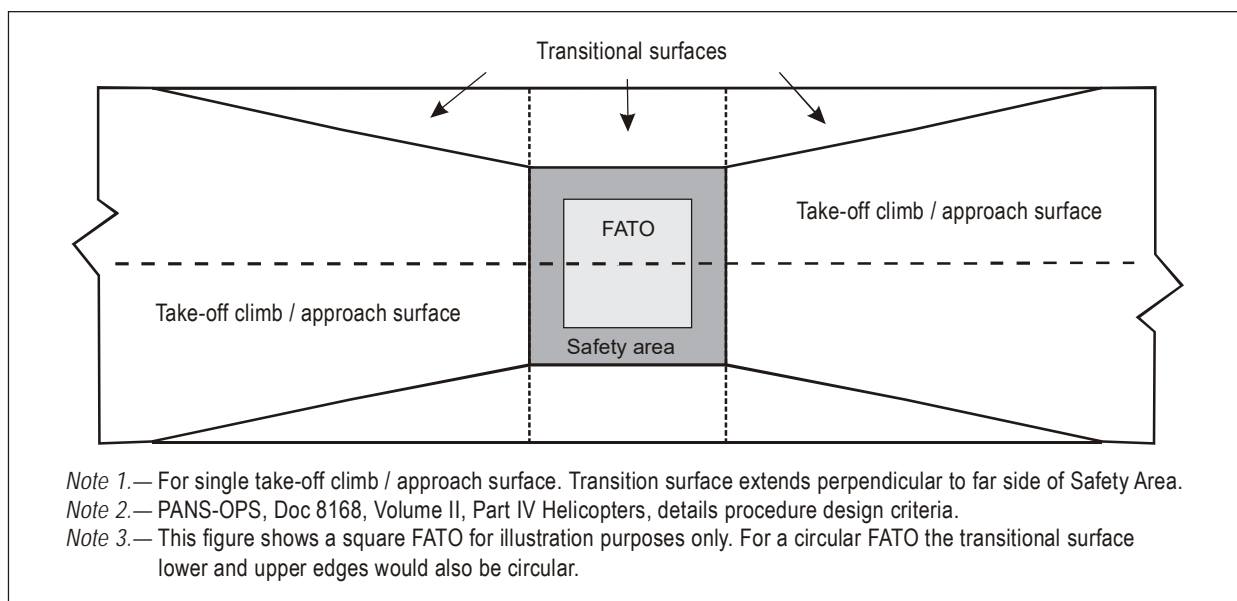 Transitional surfaces
Take-off climb / approach surface
FATO
Take-off climb / approach surface
Safety area
Note 1.— For single take-off climb / approach surface. Transition surface extends perpendicular to far side of Safety Area.
Note 2.— PANS-OPS, Doc 8168, Volume II, Part IV Helicopters, details procedure design criteria.
Note 3.— This figure shows a square FATO for illustration purposes only. For a circular FATO the transitional surface
lower and upper edges would also be circular.